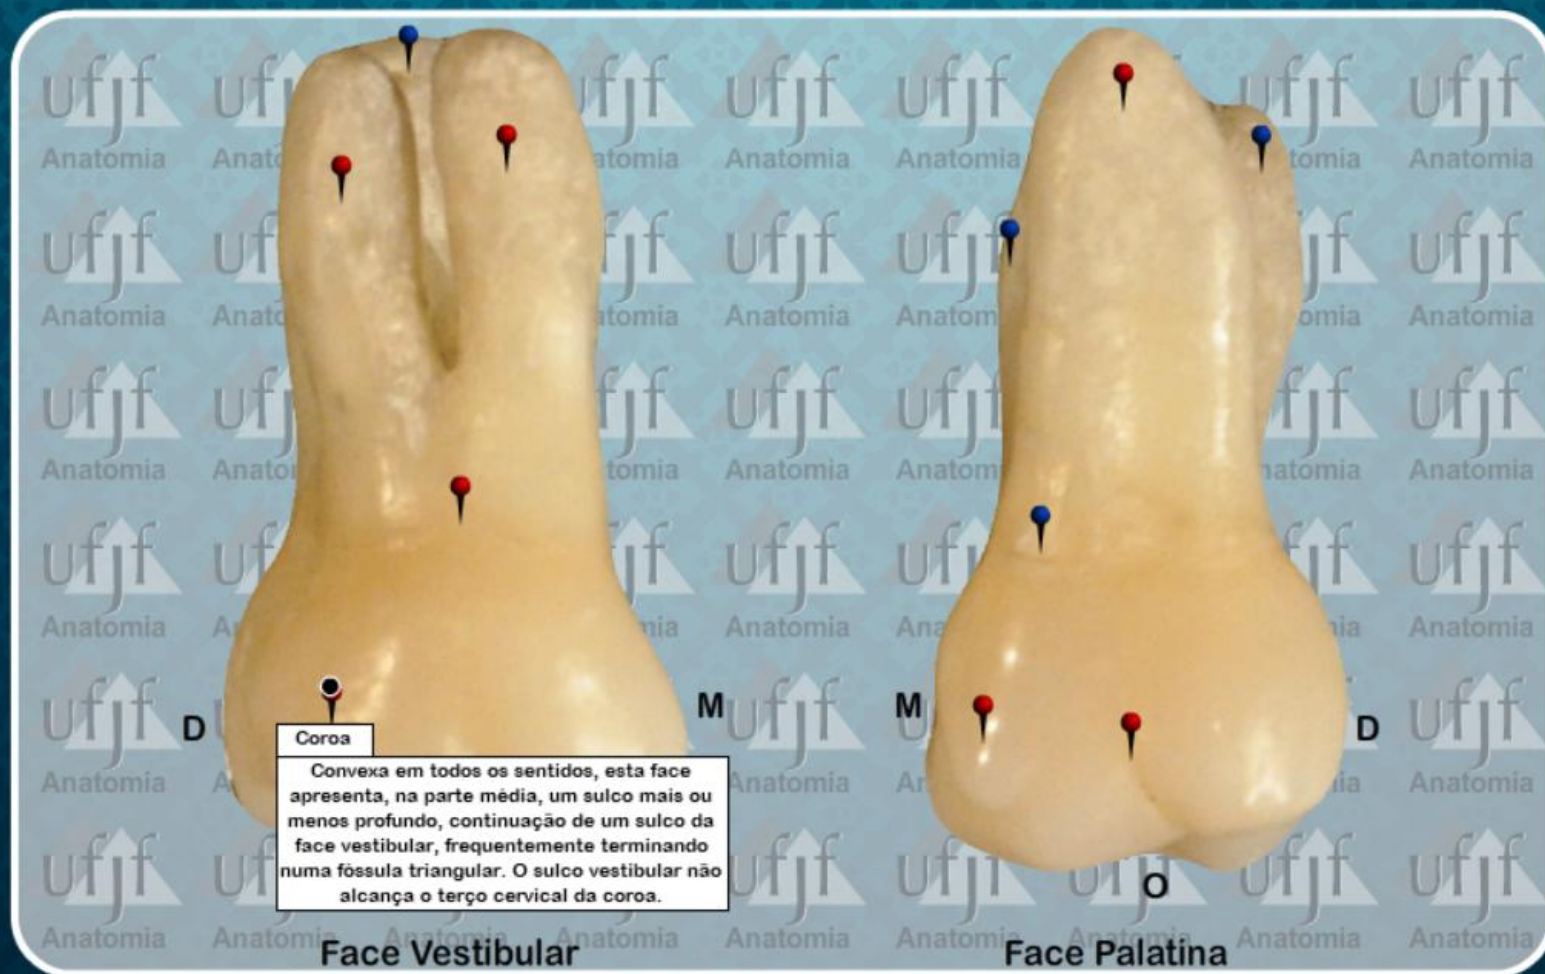 D
M
Coroa
Convexa em todos os sentidos, esta face
apresenta, na parte média, um sulco mais ou
menos profundo, continuação de um sulco da
face vestibular, frequentemente terminando
numa fóssula triangular. O sulco vestibular não
alcança o terço cervical da coroa.
Face Vestibular
M
D
O
Face Palatina
ufjf
Anatomia